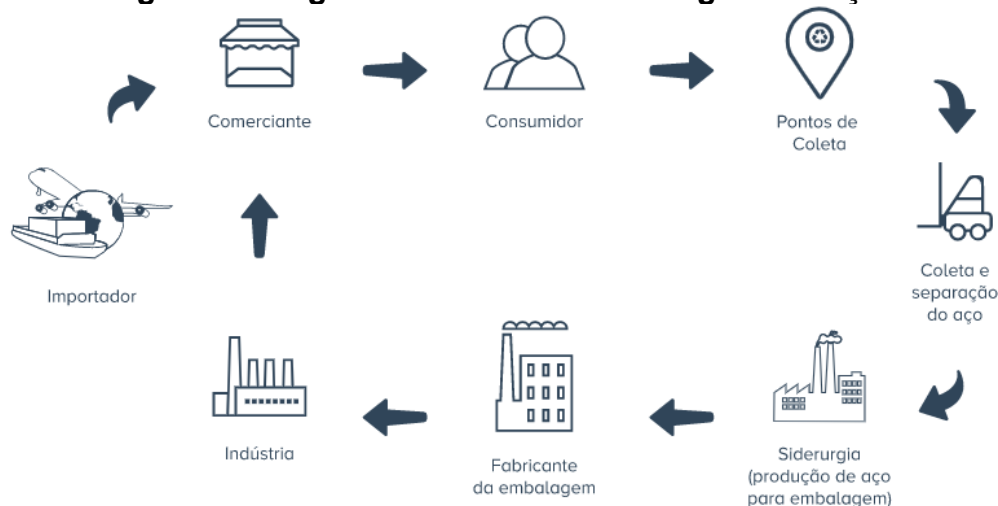 Comerciante
Consumidor
Pontos de
Coleta
Importador
Coleta e
separação
do aço
Indústria
Fabricante
da embalagem
Siderurgia
(produção de aço
para embalagem)